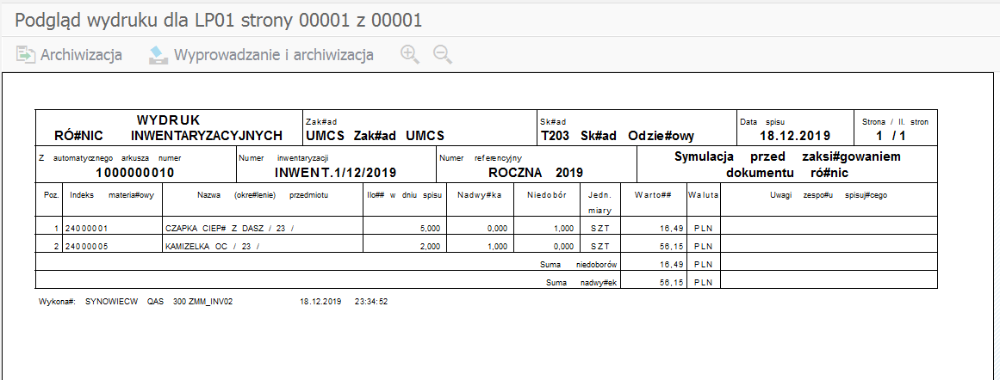 Podgląd wydruku dla LP01 strony 00001 z 00001
Archiwizacja Wyprowadzanie i archiwizacja
WYDRUK
RÓ#NIC INWENTARYZACYJNYCH
Zak#ad
UMCS Zak#ad UMCS
Sk#ad
T203 Sk#ad Odzie#owy
Data spisu
18.12.2019
Strona / Il. stron
1 / 1
Z automatycznego arkusza numer
1000000010
Numer inwentaryzacji
INWENT.1/12/2019
Numer referencyjny
ROCZNA 2019
Symulacja przed zaksi#gowaniem
dokumentu ró#nic
Poz. Indeks materia#owy Nazwa (okre#lenie) przedmiotu Ilo## w dniu spisu Nadwy#ka Niedobór Jedn. miary Warto## Waluta Uwagi zespo#u spisuj#cego
1 24000001 CZAPKA CIEP# Z DASZ / 23 / 5,000 0,000 1,000 SZT 16,49 PLN
2 24000005 KAMIZELKA OC / 23 / 2,000 1,000 0,000 SZT 56,15 PLN
Suma niedoborów 16,49 PLN
Suma nadwy#ek 56,15 PLN
Wykona#: SYNOWIECW QAS 300 ZMM_INV02 18.12.2019 23:34:52